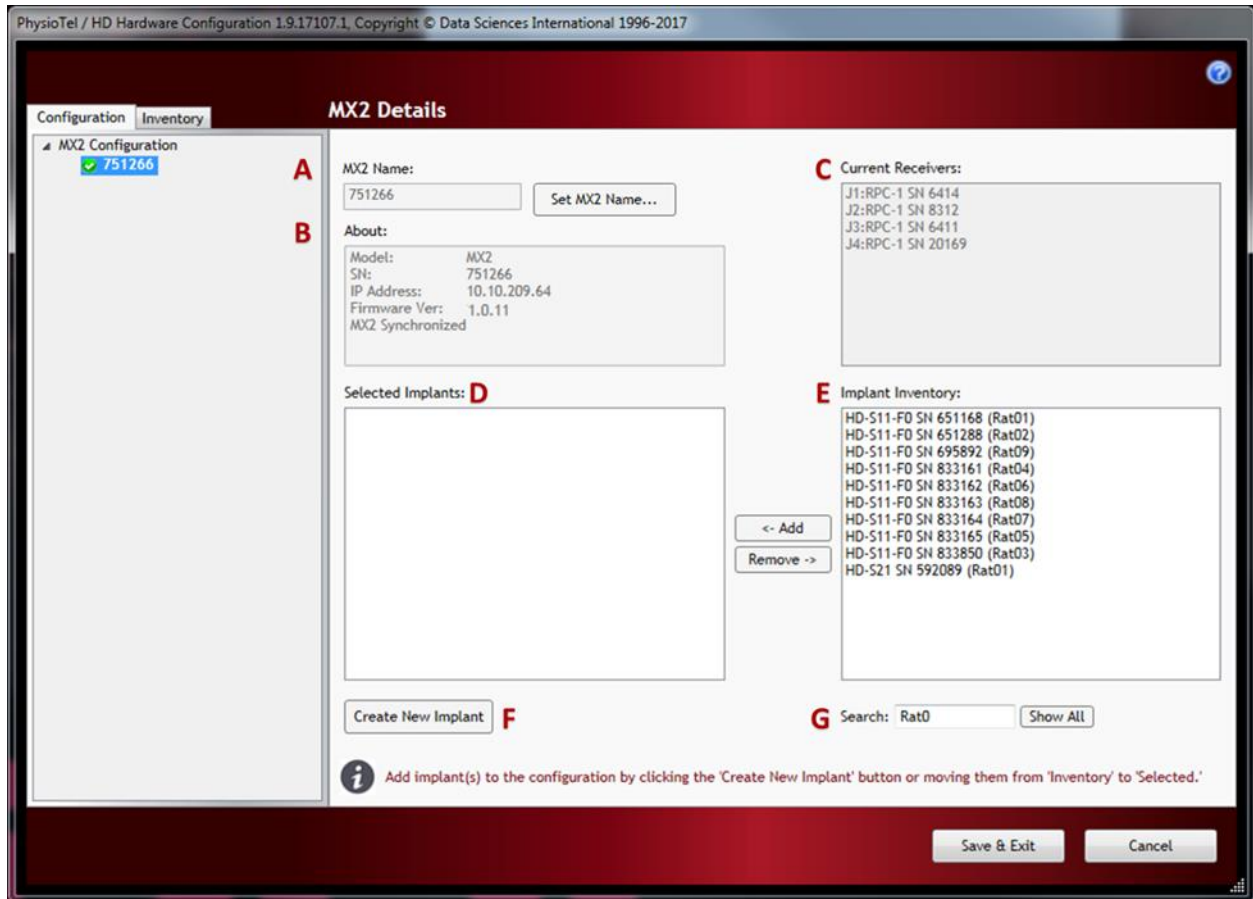 PhysioTel / HD Hardware Configuration 1.9.17107.1, Copyright © Data Sciences International 1996-2017
Configuration Inventory
MX2 Details
MX2 Configuration
751266
A
MX2 Name:
751266
Set MX2 Name...
B
About:
Model: MX2
SN: 751266
IP Address: 10.10.209.64
Firmware Ver: 1.0.11
MX2 Synchronized
C
Current Receivers:
J1:RPC-1 SN 6414
J2:RPC-1 SN 8312
J3:RPC-1 SN 6411
J4:RPC-1 SN 20169
Selected Implants: D
<- Add
Remove ->
E
Implant Inventory:
HD-S11-F0 SN 651168 (Rat01)
HD-S11-F0 SN 651288 (Rat02)
HD-S11-F0 SN 695892 (Rat09)
HD-S11-F0 SN 833161 (Rat04)
HD-S11-F0 SN 833162 (Rat06)
HD-S11-F0 SN 833163 (Rat08)
HD-S11-F0 SN 833164 (Rat07)
HD-S11-F0 SN 833165 (Rat05)
HD-S11-F0 SN 833850 (Rat03)
HD-S21 SN 592089 (Rat01)
Create New Implant F
G Search: Rat0 Show All
Add implant(s) to the configuration by clicking the 'Create New Implant' button or moving them from 'Inventory' to 'Selected.'
Save & Exit
Cancel